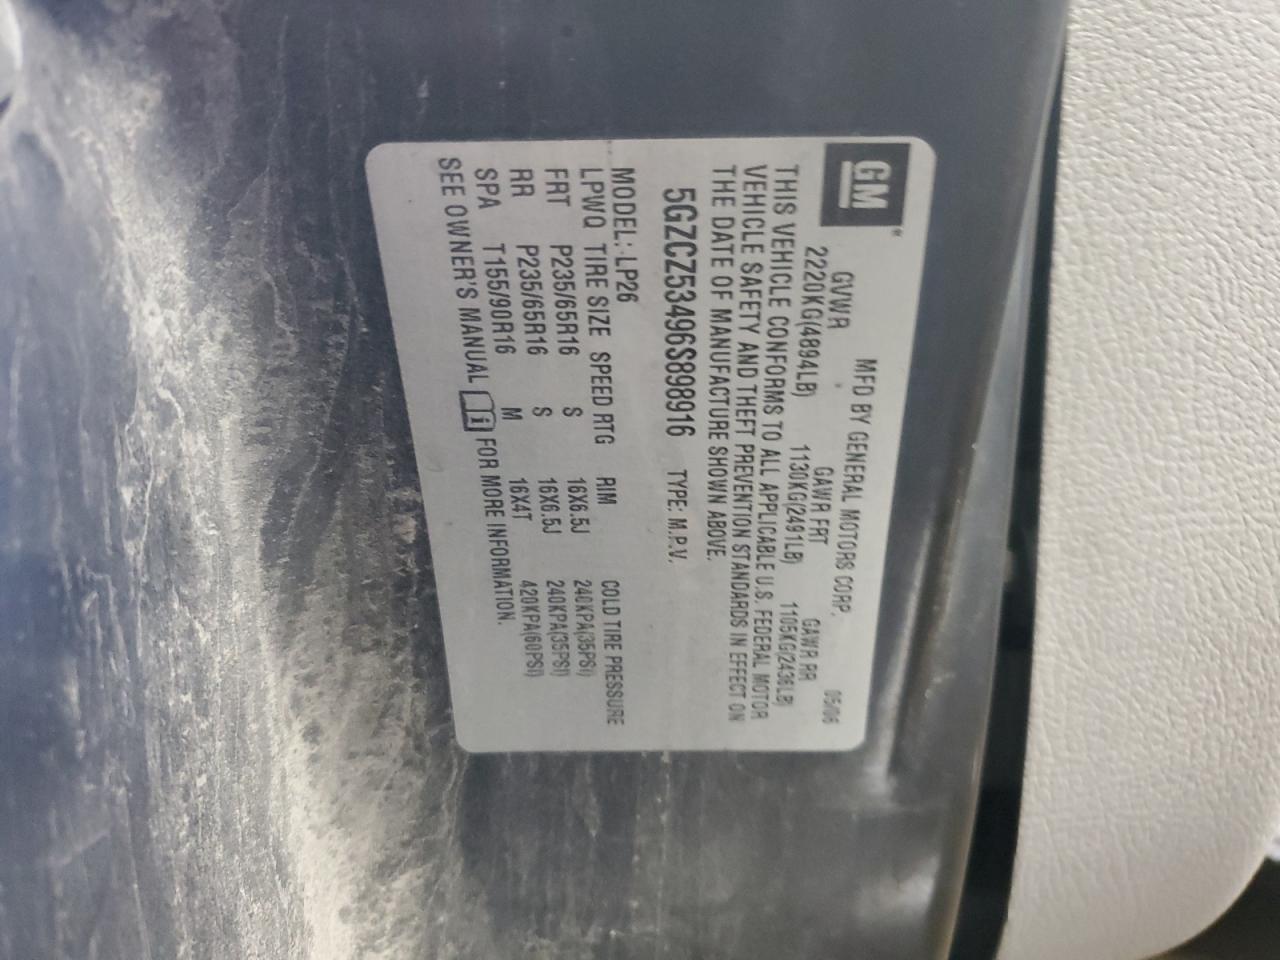 GM
MFD BY GENERAL MOTORS CORP. 05/06
GVWR GAWR FRT GAWR RR
2220KG(4894LB) 1130KG(2491LB) 1105KG(2436LB)
THIS VEHICLE CONFORMS TO ALL APPLICABLE U.S. FEDERAL MOTOR
VEHICLE SAFETY AND THEFT PREVENTION STANDARDS IN EFFECT ON
THE DATE OF MANUFACTURE SHOWN ABOVE.
5GZCZ53496S898916 TYPE: M.P.V.
MODEL: LP26
LPWQ TIRE SIZE SPEED RTG RIM COLD TIRE PRESSURE
FRT P235/65R16 S 16X6.5J 240KPA(35PSI)
RR P235/65R16 S 16X6.5J 240KPA(35PSI)
SPA T155/90R16 M 16X4T 420KPA(60PSI)
SEE OWNER'S MANUAL i FOR MORE INFORMATION.